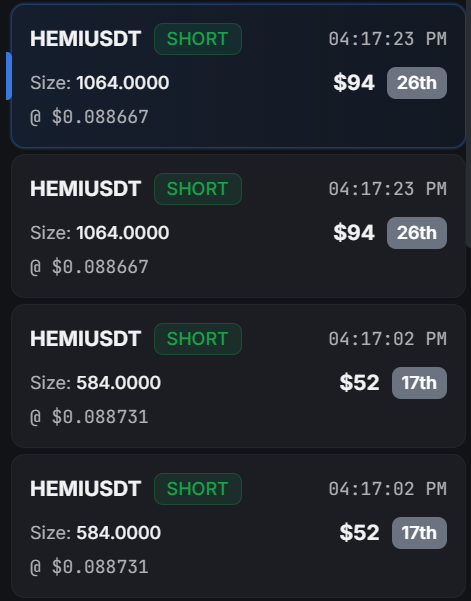 HEMIUSDT SHORT 04:17:23 PM
Size: 1064.0000 $94 26th
@ $0.088667
HEMIUSDT SHORT 04:17:23 PM
Size: 1064.0000 $94 26th
@ $0.088667
HEMIUSDT SHORT 04:17:02 PM
Size: 584.0000 $52 17th
@ $0.088731
HEMIUSDT SHORT 04:17:02 PM
Size: 584.0000 $52 17th
@ $0.088731